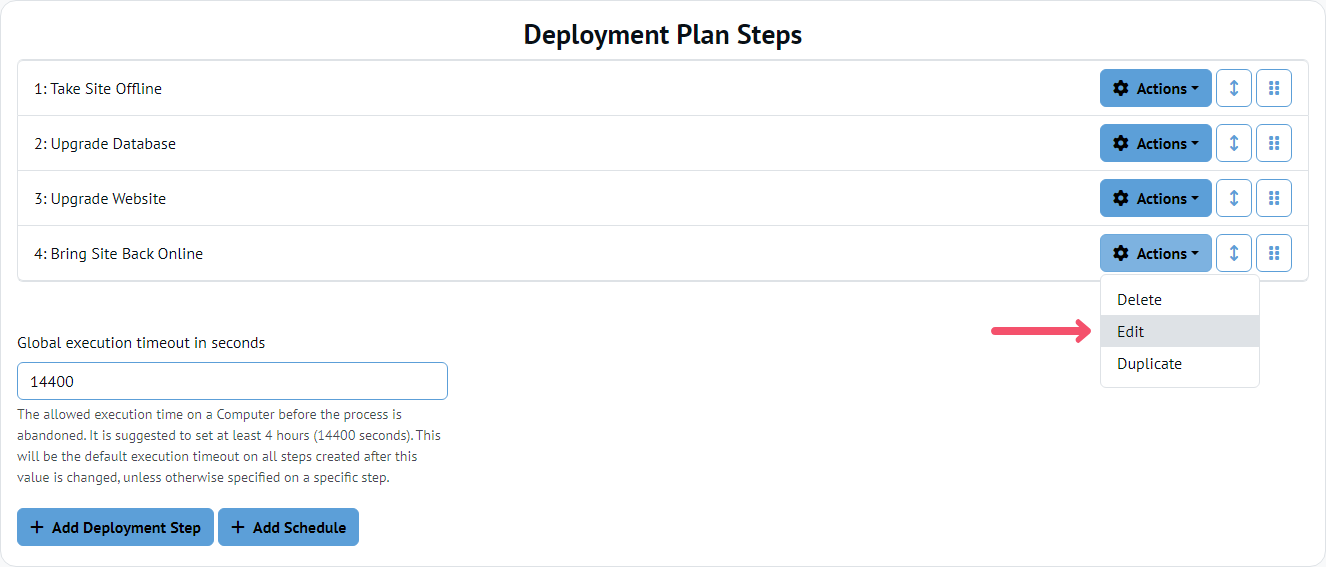 Deployment Plan Steps
1: Take Site Offline
Actions
2: Upgrade Database
Actions
3: Upgrade Website
Actions
4: Bring Site Back Online
Actions
Delete
Edit
Duplicate
Global execution timeout in seconds
14400
The allowed execution time on a Computer before the process is
abandoned. It is suggested to set at least 4 hours (14400 seconds). This
will be the default execution timeout on all steps created after this
value is changed, unless otherwise specified on a specific step.
Add Deployment Step
Add Schedule